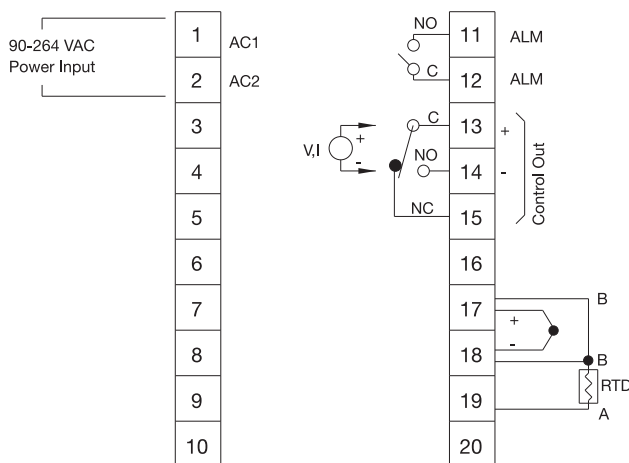 90-264 VAC
Power Input
1
AC1
2
AC2
3
4
5
6
7
8
9
10
NO
11
ALM
C
12
ALM
C
13
+
V,I
+
-
NO
14
-
Control Out
NC
15
16
17
B
+
-
18
B
RTD
19
A
20